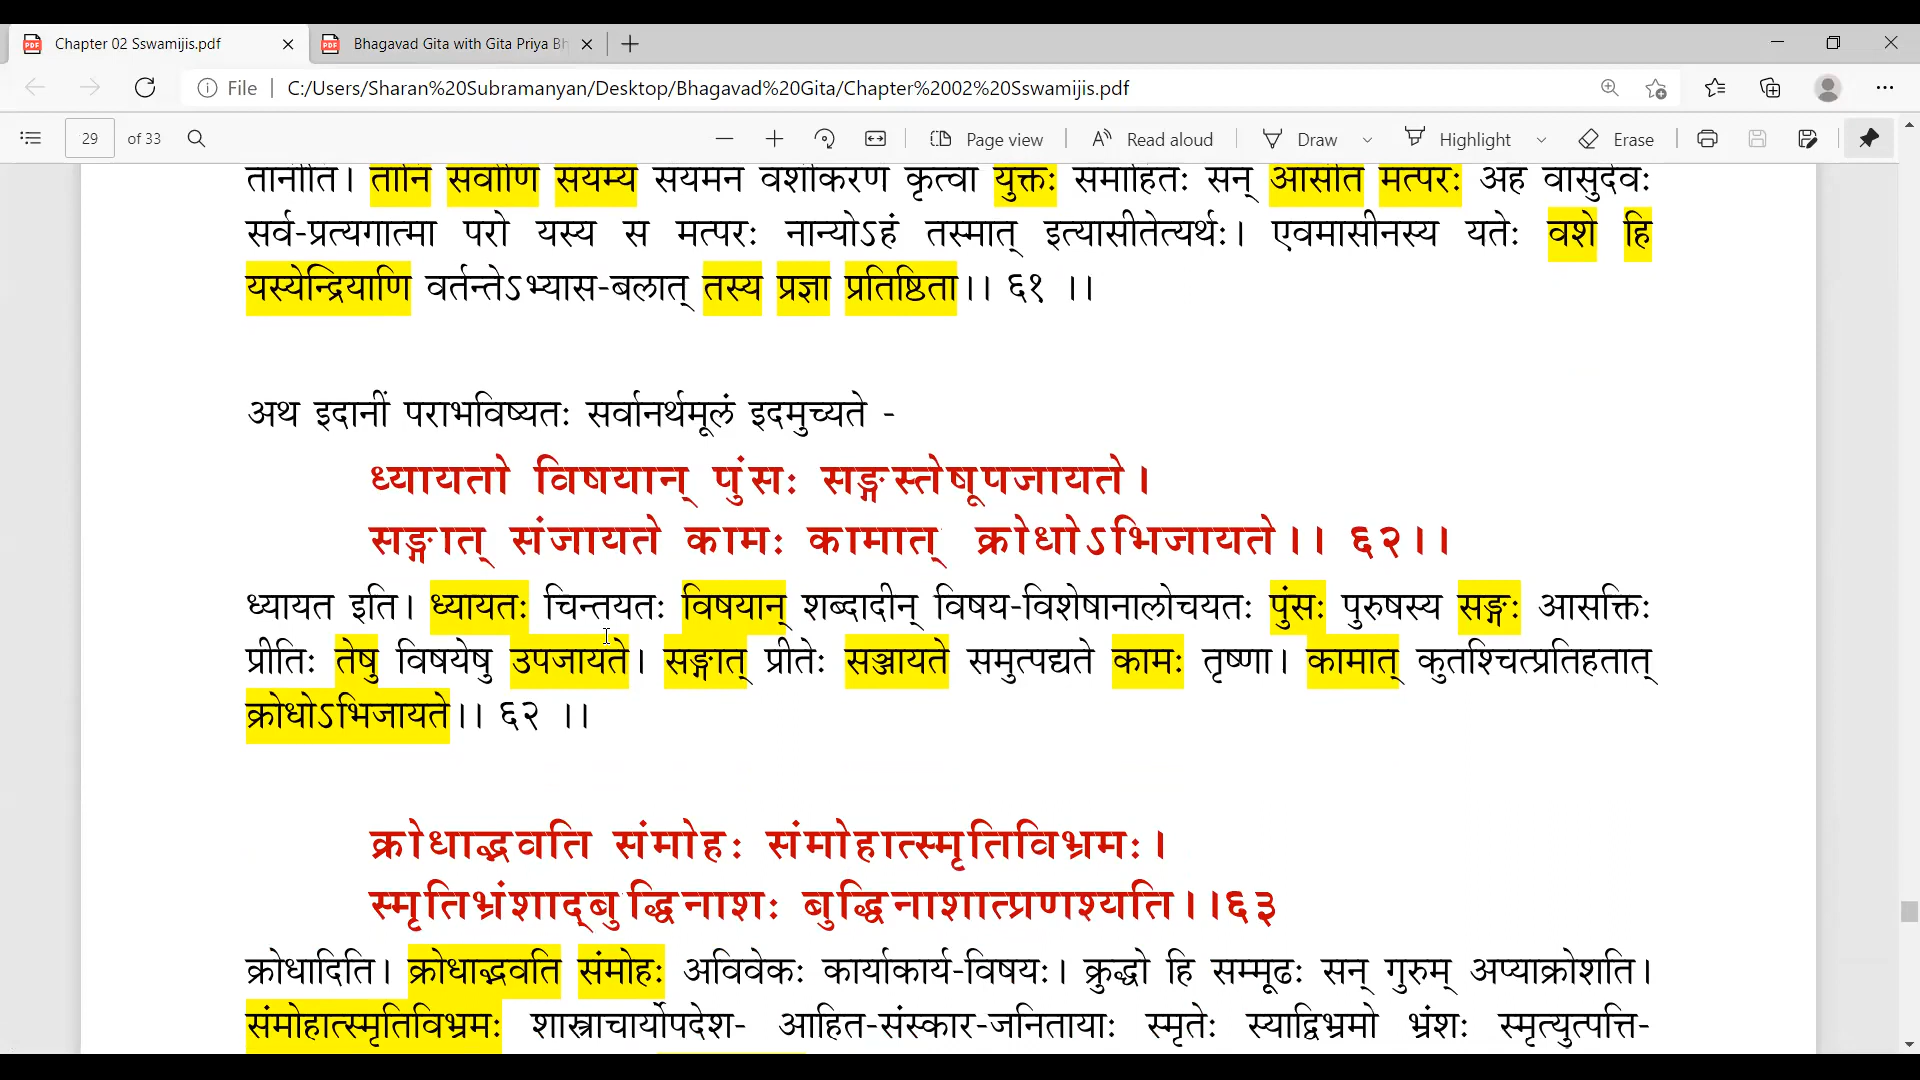 Chapter 02 Sswamijis.pdf
Bhagavad Gita with Gita Priya Bh
File C:/Users/Sharan%20Subramanyan/Desktop/Bhagavad%20Gita/Chapter%2002%20Sswamijis.pdf
29 of 33 Page view Read aloud Draw Highlight Erase
तानीति। तानि सर्वाणि संयम्य संयमनं वशीकरणं कृत्वा युक्तः समाहितः सन् आसीत मत्परः अहं वासुदेवः
सर्व-प्रत्यगात्मा परो यस्य स मत्परः नान्योऽहं तस्मात् इत्यासीतेत्यर्थः। एवमासीनस्य यतेः वशे हि
यस्येन्द्रियाणि वर्तन्तेऽभ्यास-बलात् तस्य प्रज्ञा प्रतिष्ठिता।। ६१ ।।
अथ इदानीं पराभविष्यतः सर्वानर्थमूलं इदमुच्यते -
ध्यायतो विषयान् पुंसः सङ्गस्तेषूपजायते।
सङ्गात् संजायते कामः कामात् क्रोधोऽभिजायते।। ६२।।
ध्यायत इति। ध्यायतः चिन्तयतः विषयान् शब्दादीन् विषय-विशेषानालोचयतः पुंसः पुरुषस्य सङ्गः आसक्तिः
प्रीतिः तेषु विषयेषु उपजायते। सङ्गात् प्रीतेः सञ्जायते समुत्पद्यते कामः तृष्णा। कामात् कुतश्चित्प्रतिहतात्
क्रोधोऽभिजायते।। ६२ ।।
क्रोधाद्भवति संमोहः संमोहात्स्मृतिविभ्रमः।
स्मृतिभ्रंशाद्बुद्धिनाशः बुद्धिनाशात्प्रणश्यति।।६३
क्रोधादिति। क्रोधाद्भवति संमोहः अविवेकः कार्याकार्य-विषयः। क्रुद्धो हि सम्मूढः सन् गुरुम् अप्याक्रोशति।
संमोहात्स्मृतिविभ्रमः शास्त्राचार्योपदेश- आहित-संस्कार-जनितायाः स्मृतेः स्याद्विभ्रमो भ्रंशः स्मृत्युत्पत्ति-